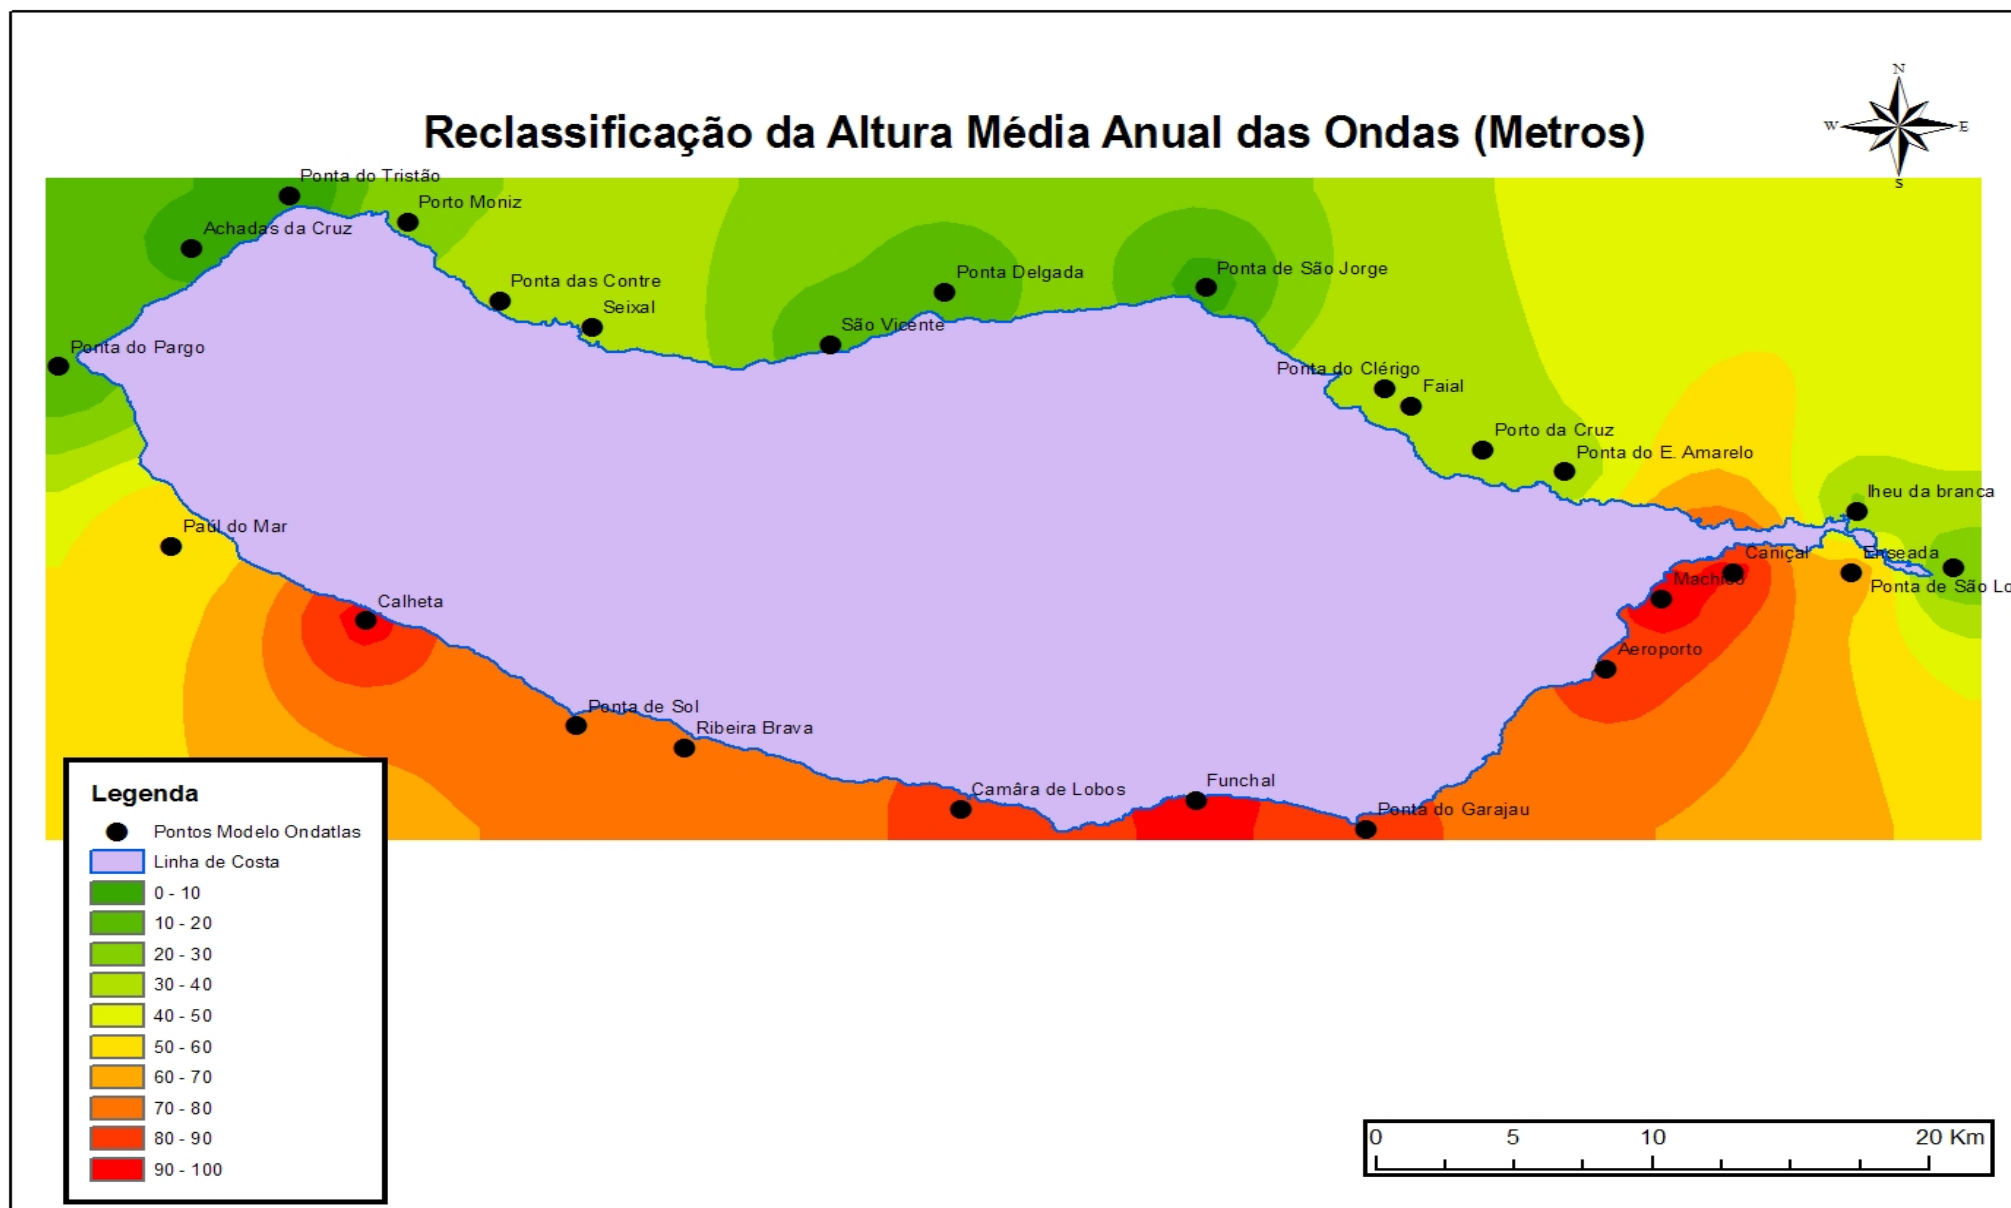 Reclassificação da Altura Média Anual das Ondas (Metros)
N
W
E
S
Ponta do Tristão
Porto Moniz
Achadas da Cruz
Ponta das Contre
Seixal
Ponta Delgada
Ponta de São Jorge
São Vicente
Ponta do Pargo
Ponta do Clérigo
Faial
Porto da Cruz
Ponta do E. Amarelo
Ilheu da branca
Paúl do Mar
Caniçal
Enseada
Machico
Ponta de São Lo
Calheta
Aeroporto
Ponta de Sol
Ribeira Brava
Camâra de Lobos
Funchal
Ponta do Garajau
Legenda
Pontos Modelo Ondatlas
Linha de Costa
0 - 10
10 - 20
20 - 30
30 - 40
40 - 50
50 - 60
60 - 70
70 - 80
80 - 90
90 - 100
0 5 10 20 Km